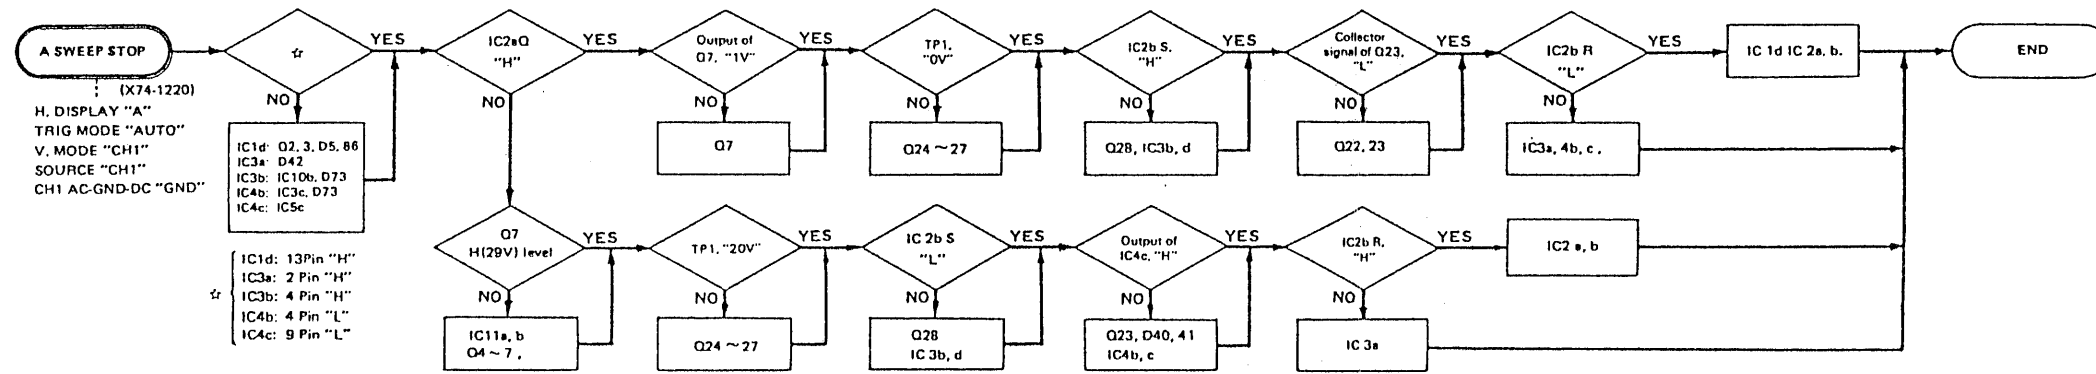 A SWEEP STOP
(X74-1220)
H. DISPLAY "A"
TRIG MODE "AUTO"
V. MODE "CH1"
SOURCE "CH1"
CH1 AC-GND-DC "GND"
☆
YES
NO
IC1d: Q2, 3, D5, 86
IC3a: D42
IC3b: IC10b, D73
IC4b: IC3c, D73
IC4c: IC5c
☆
IC1d: 13Pin "H"
IC3a: 2 Pin "H"
IC3b: 4 Pin "H"
IC4b: 4 Pin "L"
IC4c: 9 Pin "L"
IC2aQ
"H"
YES
NO
Output of
Q7, "1V"
YES
NO
Q7
TP1,
"0V"
YES
NO
Q24 ~ 27
IC2b S,
"H"
YES
NO
Q28, IC3b, d
Collector
signal of Q23,
"L"
YES
NO
Q22, 23
IC2b R
"L"
YES
NO
IC3a, 4b, c ,
IC 1d IC 2a, b.
END
Q7
H(29V) level
YES
NO
IC11a, b
Q4 ~ 7 ,
TP1, "20V"
YES
NO
Q24 ~ 27
IC 2b S
"L"
YES
NO
Q28
IC 3b, d
Output of
IC4c, "H"
YES
NO
Q23, D40, 41
IC4b, c
IC2b R,
"H"
YES
NO
IC 3a
IC2 a, b